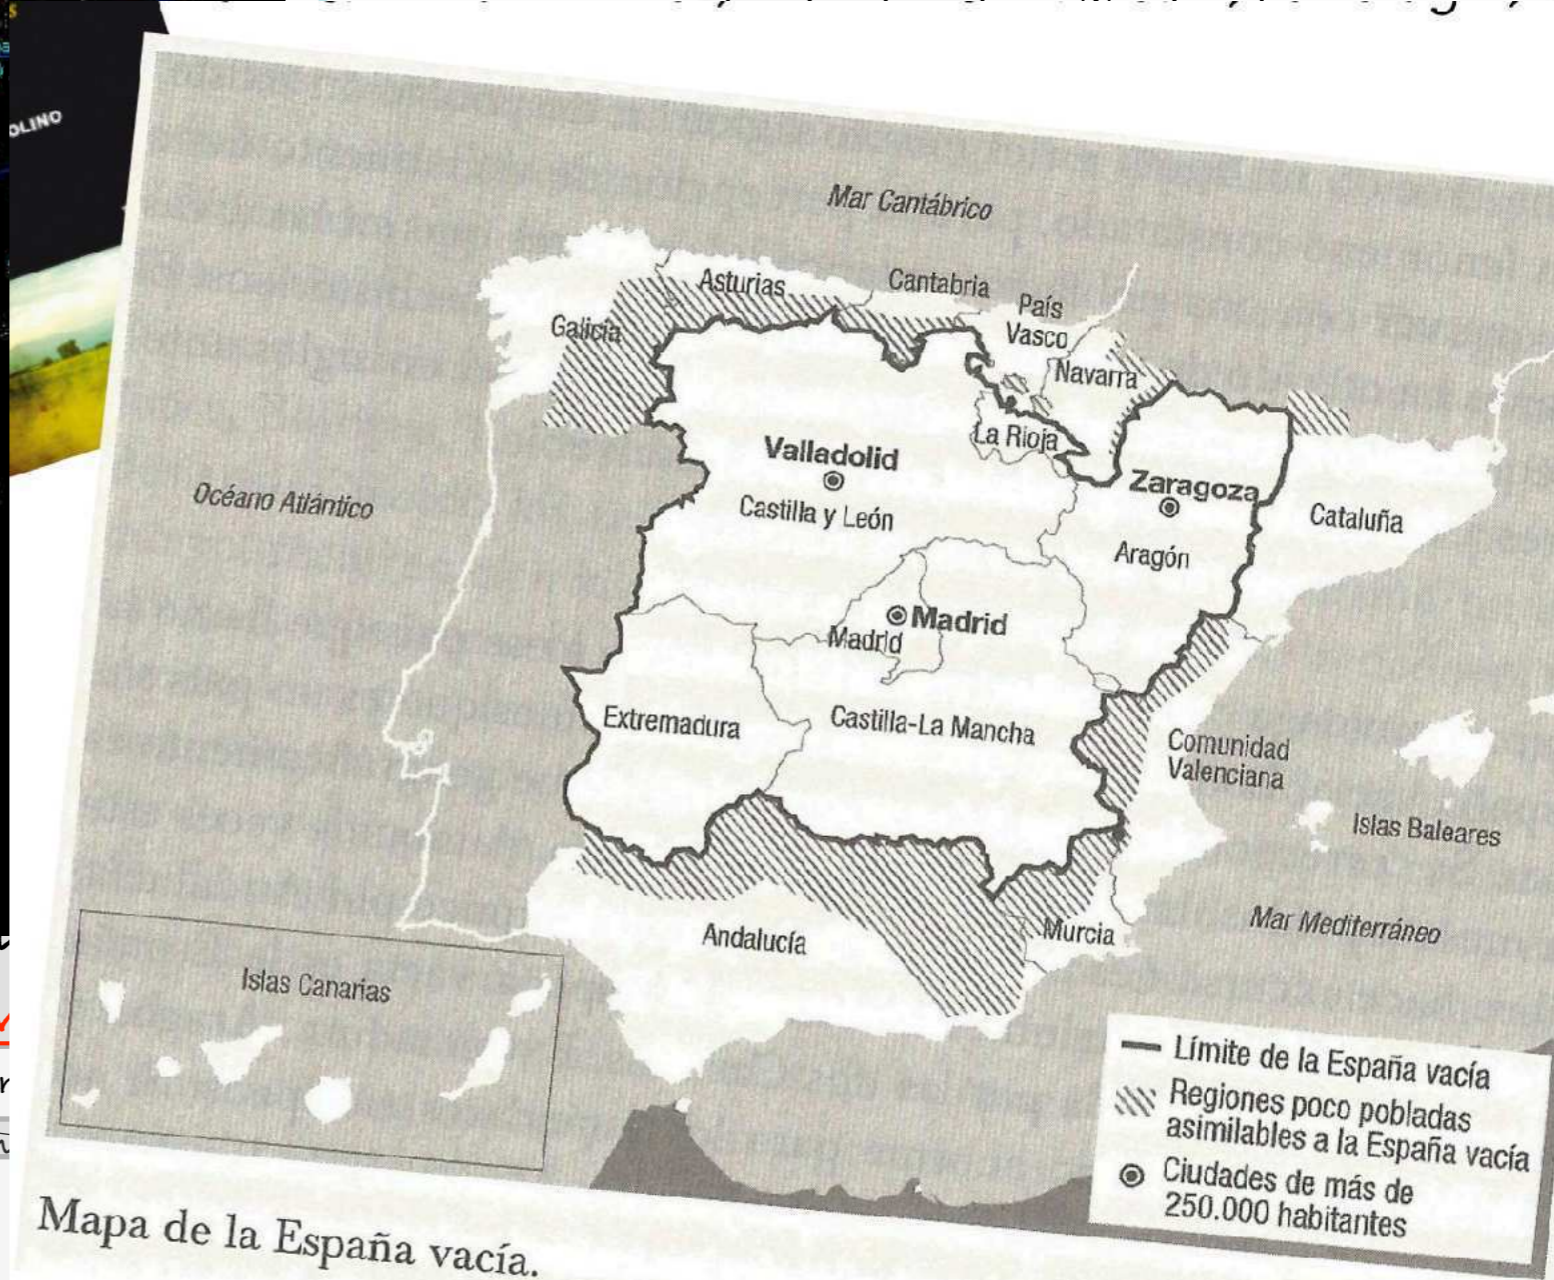 OLINO
Mar Cantábrico
Asturias
Cantabria
País
Vasco
Galicia
Navarra
La Rioja
Valladolid
Zaragoza
Océano Atlántico
Castilla y León
Cataluña
Aragón
Madrid
Madrid
Extremadura
Castilla-La Mancha
Comunidad
Valenciana
Islas Baleares
Andalucía
Murcia
Mar Mediterráneo
Islas Canarias
Límite de la España vacía
Regiones poco pobladas
asimilables a la España vacía
Ciudades de más de
250.000 habitantes
Mapa de la España vacía.